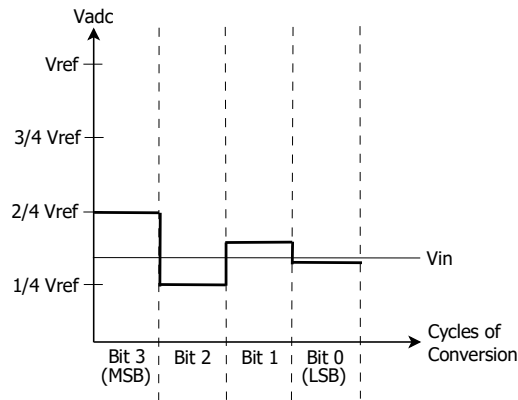 Vadc
Vref
3/4 Vref
2/4 Vref
Vin
1/4 Vref
Cycles of
Conversion
Bit 3
(MSB)
Bit 2
Bit 1
Bit 0
(LSB)